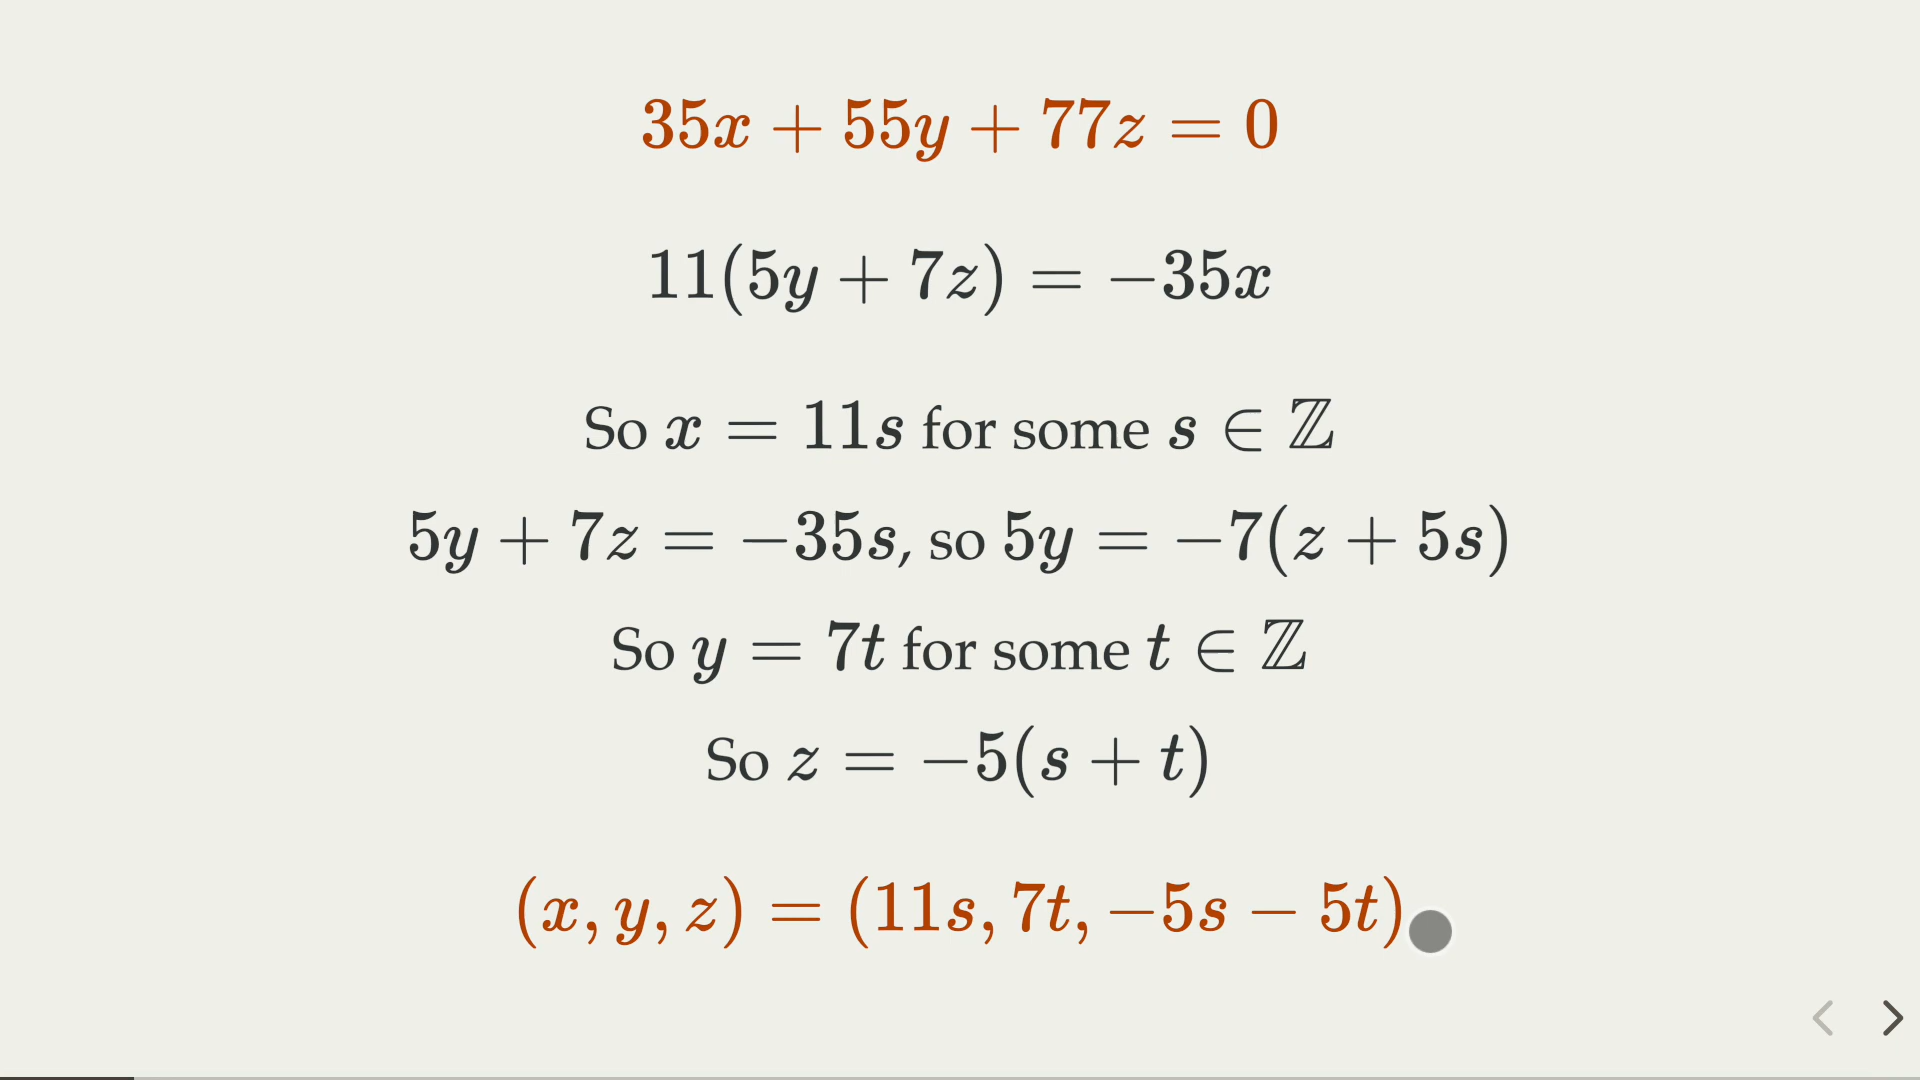 35x + 55y + 77z = 0
11(5y + 7z) = −35x
So x = 11s for some s ∈ ℤ
5y + 7z = −35s, so 5y = −7(z + 5s)
So y = 7t for some t ∈ ℤ
So z = −5(s + t)
(x, y, z) = (11s, 7t, −5s − 5t)